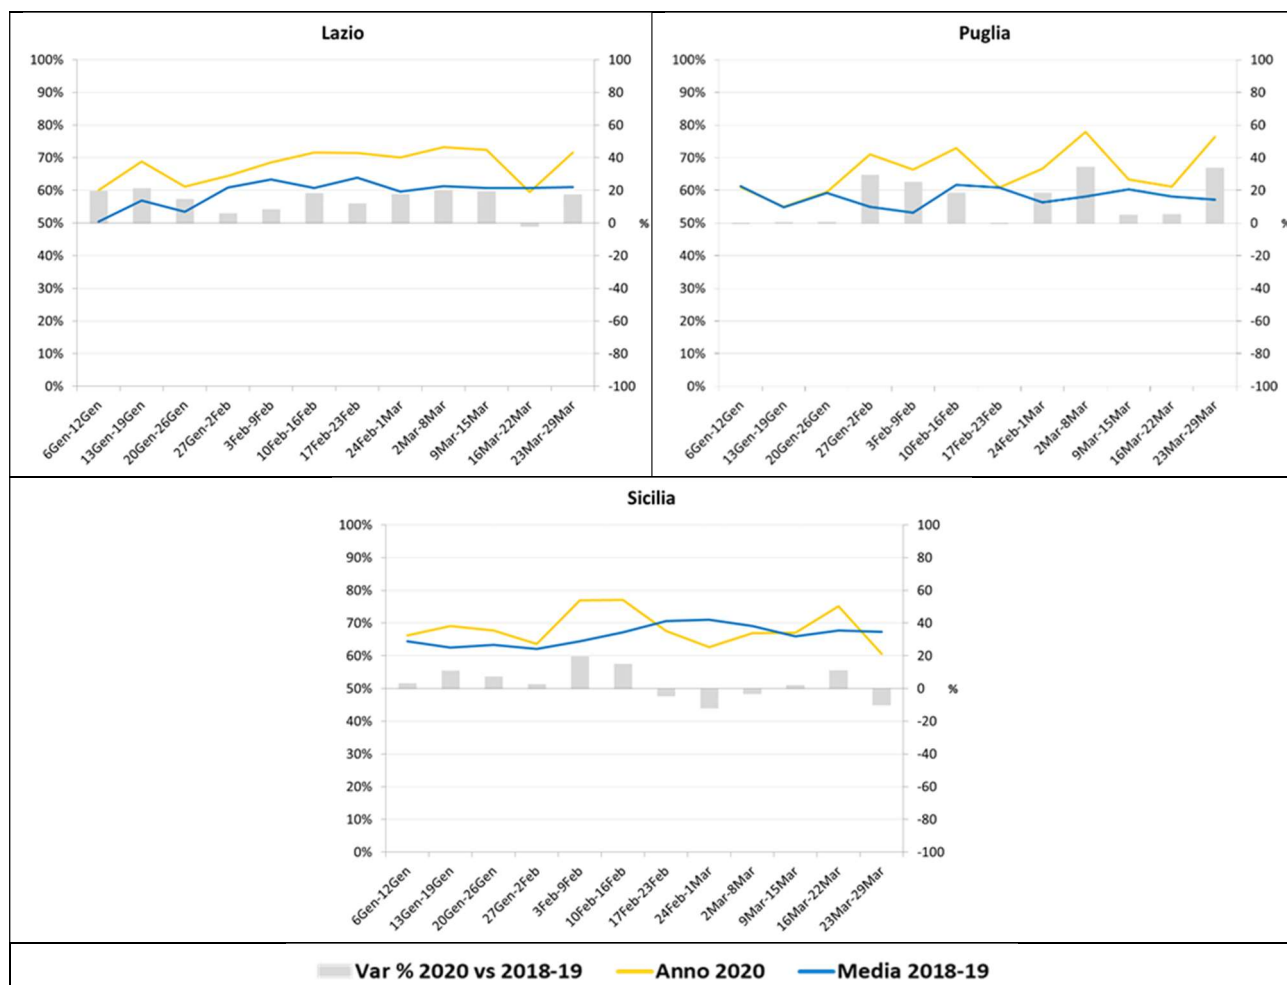 Lazio
100%
90%
80%
70%
60%
50%
40%
30%
20%
10%
0%
100
80
60
40
20
0
-20
-40
-60
-80
-100
%
6Gen-12Gen
13Gen-19Gen
20Gen-26Gen
27Gen-2Feb
3Feb-9Feb
10Feb-16Feb
17Feb-23Feb
24Feb-1Mar
2Mar-8Mar
9Mar-15Mar
16Mar-22Mar
23Mar-29Mar
Puglia
100%
90%
80%
70%
60%
50%
40%
30%
20%
10%
0%
100
80
60
40
20
0
-20
-40
-60
-80
-100
%
6Gen-12Gen
13Gen-19Gen
20Gen-26Gen
27Gen-2Feb
3Feb-9Feb
10Feb-16Feb
17Feb-23Feb
24Feb-1Mar
2Mar-8Mar
9Mar-15Mar
16Mar-22Mar
23Mar-29Mar
Sicilia
100%
90%
80%
70%
60%
50%
40%
30%
20%
10%
0%
100
80
60
40
20
0
-20
-40
-60
-80
-100
%
6Gen-12Gen
13Gen-19Gen
20Gen-26Gen
27Gen-2Feb
3Feb-9Feb
10Feb-16Feb
17Feb-23Feb
24Feb-1Mar
2Mar-8Mar
9Mar-15Mar
16Mar-22Mar
23Mar-29Mar
Var % 2020 vs 2018-19 Anno 2020 Media 2018-19